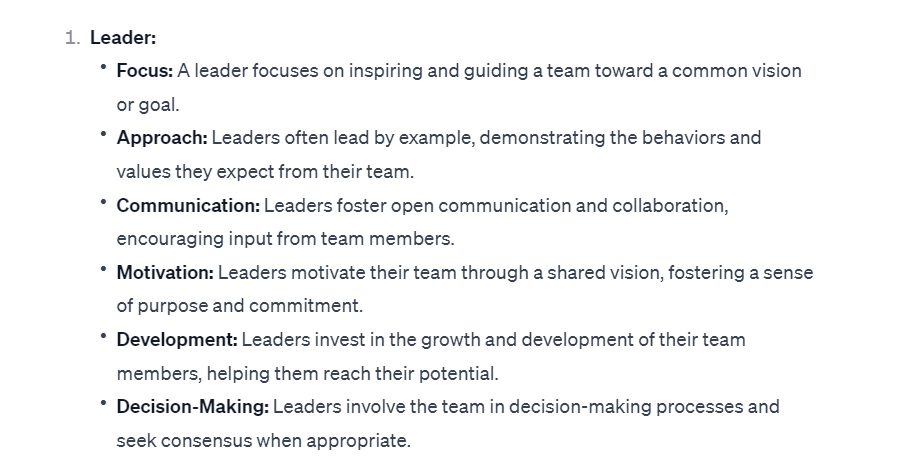 1. Leader:
• Focus: A leader focuses on inspiring and guiding a team toward a common vision
or goal.
• Approach: Leaders often lead by example, demonstrating the behaviors and
values they expect from their team.
• Communication: Leaders foster open communication and collaboration,
encouraging input from team members.
• Motivation: Leaders motivate their team through a shared vision, fostering a sense
of purpose and commitment.
• Development: Leaders invest in the growth and development of their team
members, helping them reach their potential.
• Decision-Making: Leaders involve the team in decision-making processes and
seek consensus when appropriate.